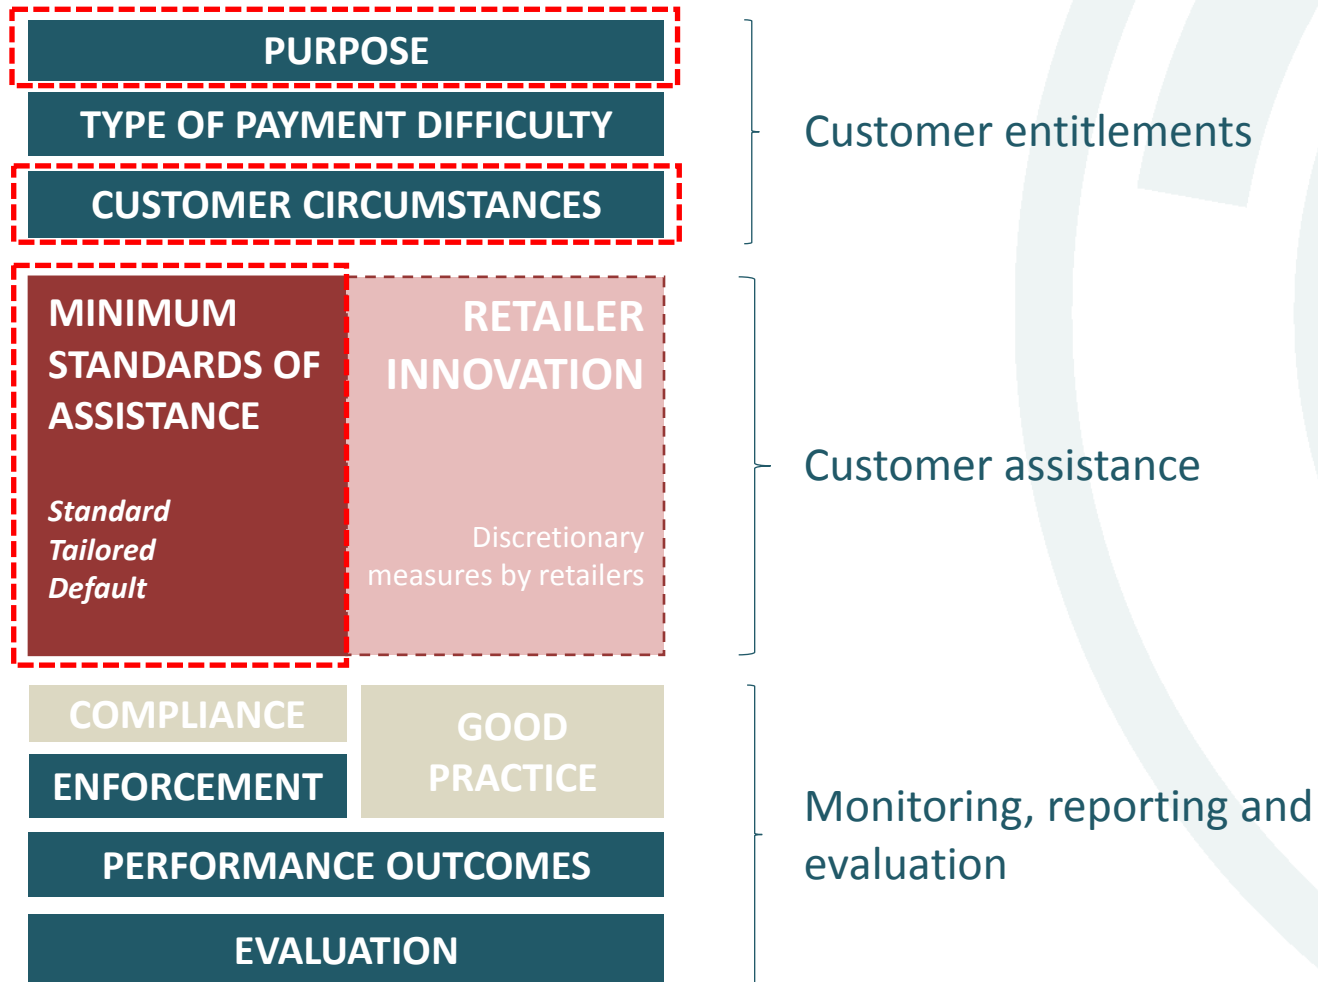 PURPOSE
TYPE OF PAYMENT DIFFICULTY
CUSTOMER CIRCUMSTANCES
Customer entitlements
MINIMUM
STANDARDS OF
ASSISTANCE
Standard
Tailored
Default
RETAILER
INNOVATION
Discretionary
measures by retailers
Customer assistance
COMPLIANCE
ENFORCEMENT
GOOD
PRACTICE
PERFORMANCE OUTCOMES
EVALUATION
Monitoring, reporting and
evaluation